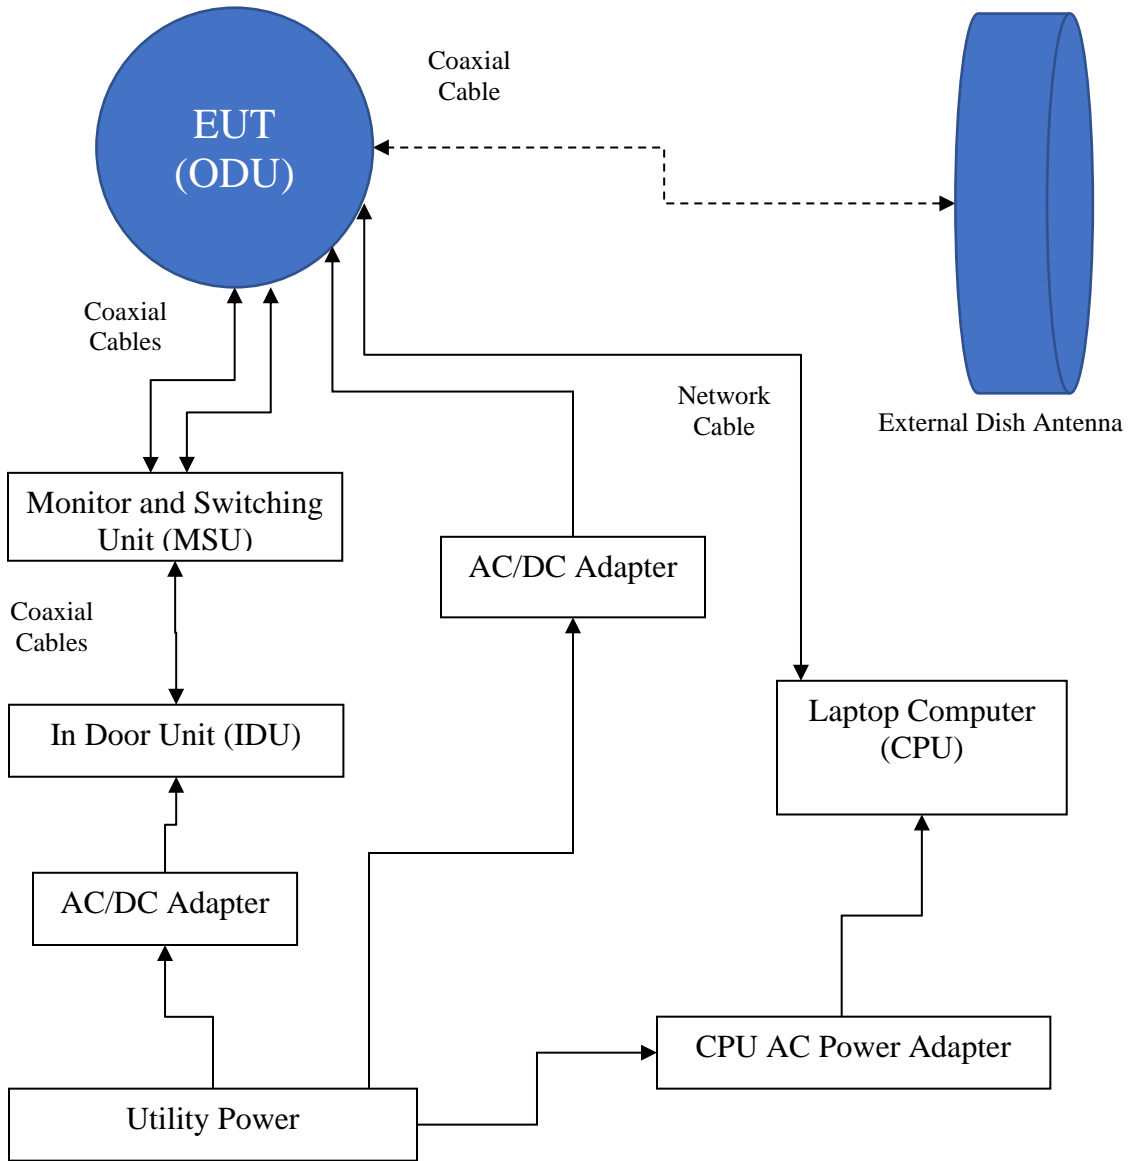 EUT
(ODU)
Coaxial
Cable
Coaxial
Cables
Network
Cable
External Dish Antenna
Monitor and Switching
Unit (MSU)
AC/DC Adapter
Coaxial
Cables
In Door Unit (IDU)
Laptop Computer
(CPU)
AC/DC Adapter
CPU AC Power Adapter
Utility Power